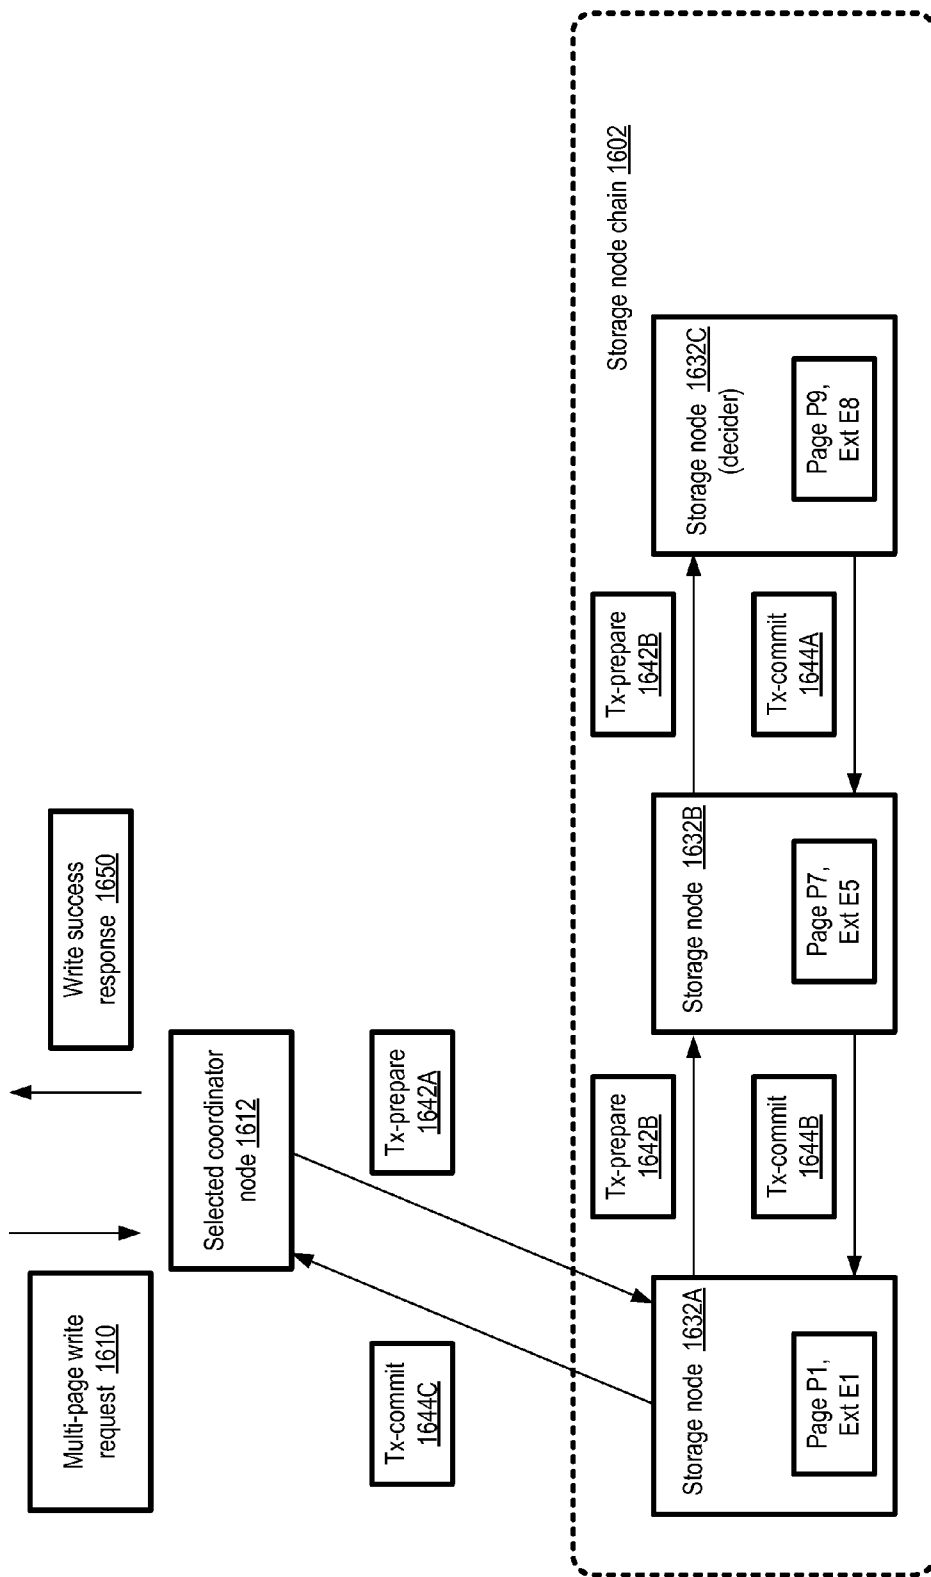 Multi-page write
request 1610
Write success
response 1650
Selected coordinator
node 1612
Tx-commit
1644C
Tx-prepare
1642A
Storage node chain 1602
Tx-prepare
1642B
Tx-prepare
1642B
Storage node 1632A
Page P1,
Ext E1
Tx-commit
1644B
Storage node 1632B
Page P7,
Ext E5
Tx-commit
1644A
Storage node 1632C
(decider)
Page P9,
Ext E8